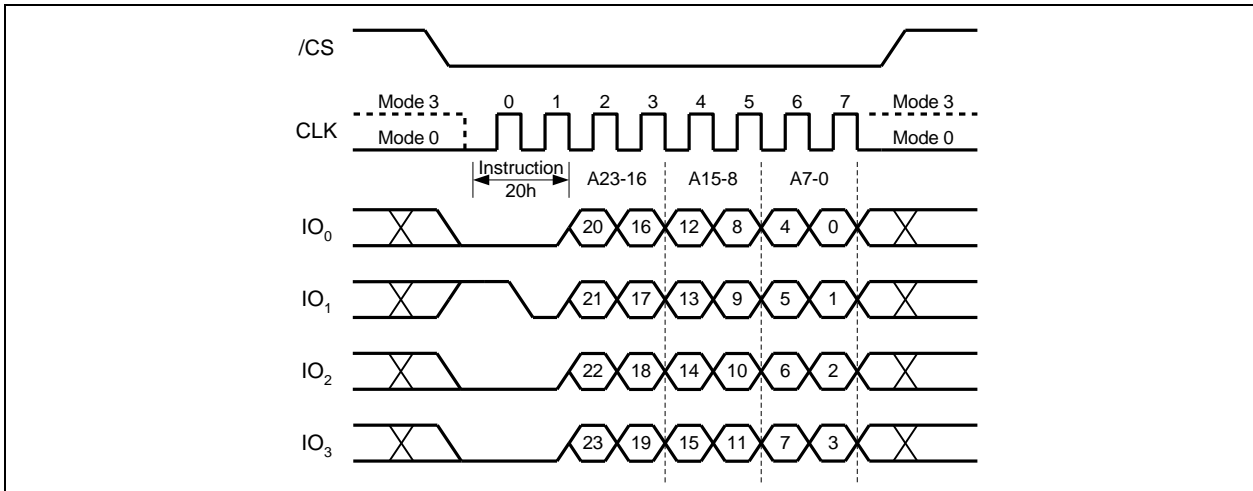 /CS
Mode 3 0 1 2 3 4 5 6 7 Mode 3
CLK
Mode 0 Mode 0
Instruction
20h A23-16 A15-8 A7-0
IO0 20 16 12 8 4 0
IO1 21 17 13 9 5 1
IO2 22 18 14 10 6 2
IO3 23 19 15 11 7 3